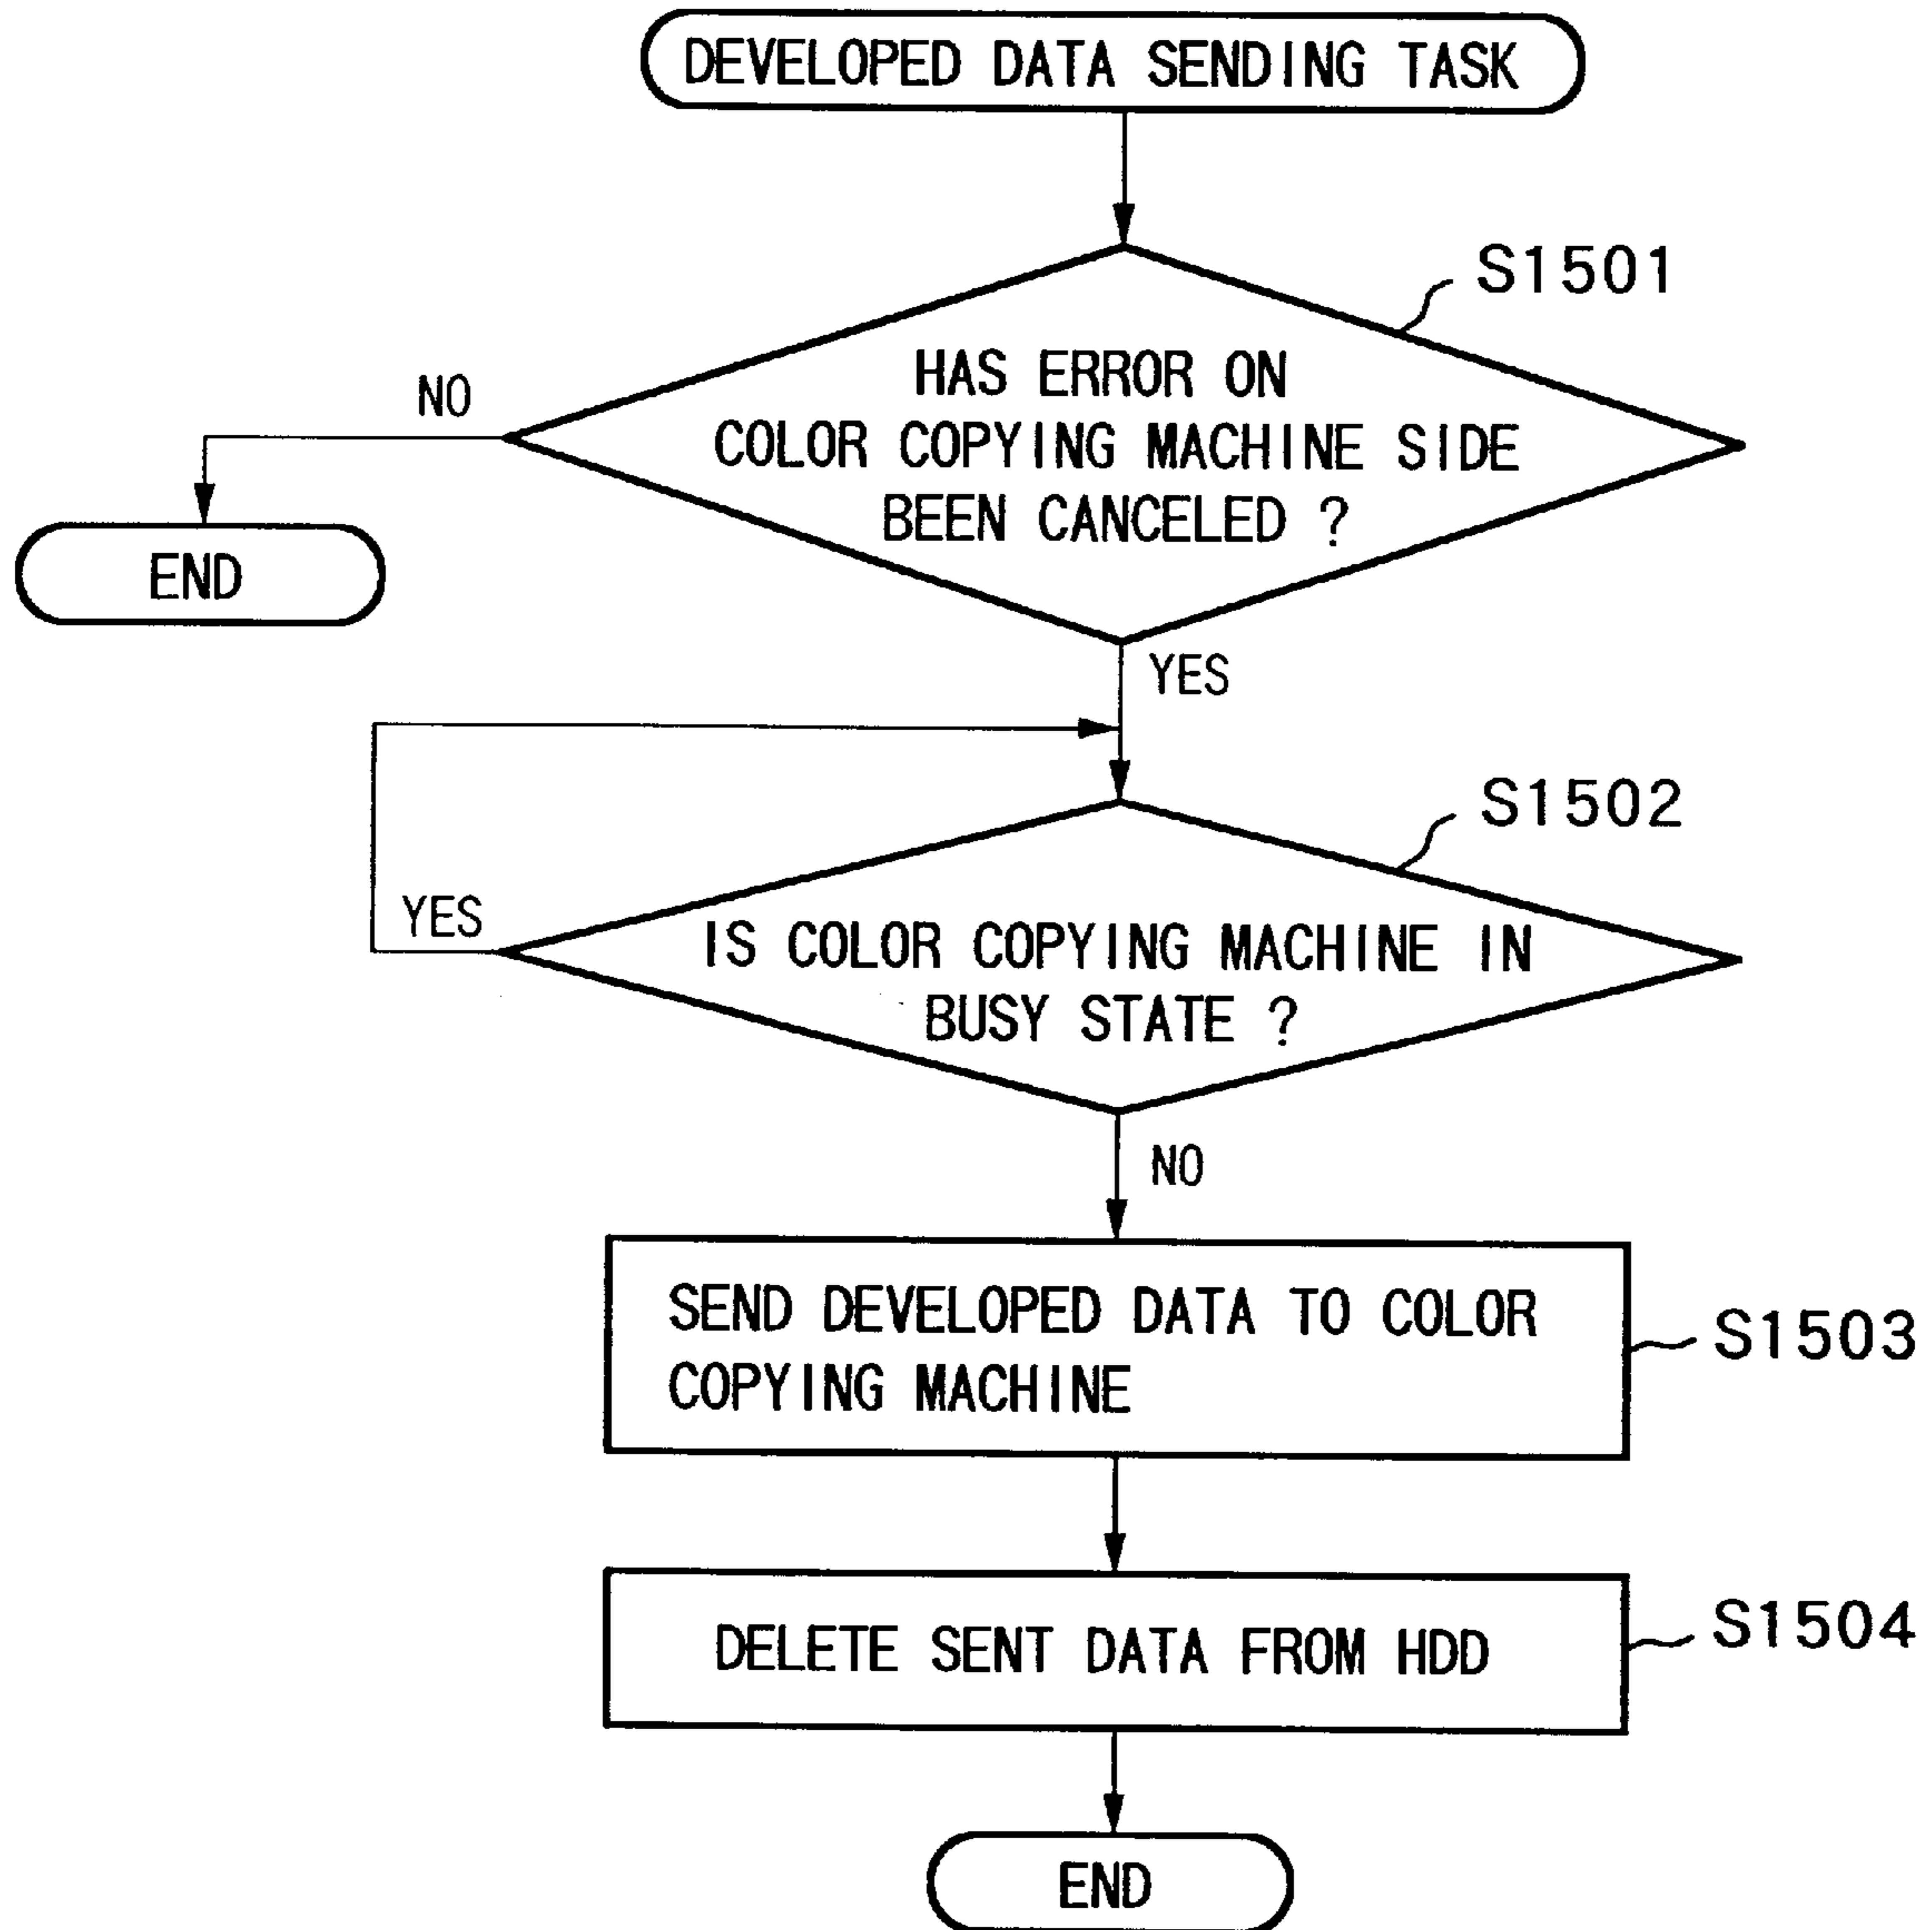 DEVELOPED DATA SENDING TASK
S1501
HAS ERROR ON
COLOR COPYING MACHINE SIDE
BEEN CANCELED ?
NO
END
YES
S1502
YES
IS COLOR COPYING MACHINE IN
BUSY STATE ?
NO
SEND DEVELOPED DATA TO COLOR
COPYING MACHINE
S1503
DELETE SENT DATA FROM HDD
S1504
END